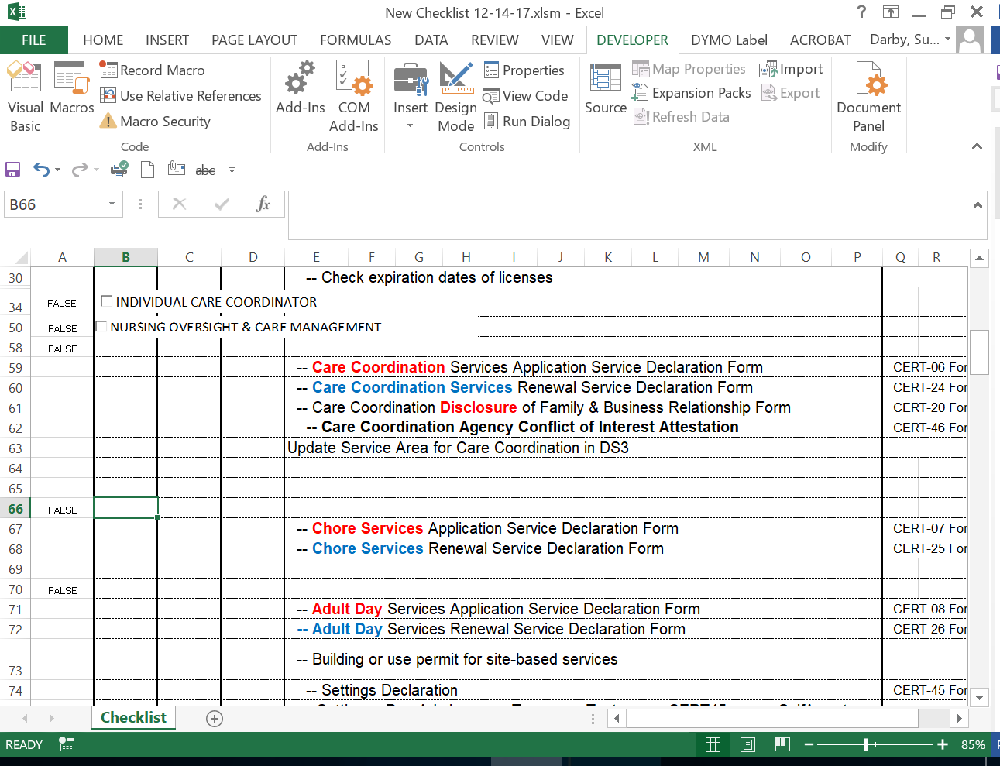 New Checklist 12-14-17.xlsm - Excel
?
FILE HOME INSERT PAGE LAYOUT FORMULAS DATA REVIEW VIEW DEVELOPER DYMO Label ACROBAT Darby, Su...
Visual Basic
Macros
Record Macro
Use Relative References
Macro Security
Code
Add-Ins
COM Add-Ins
Add-Ins
Insert
Design Mode
Properties
View Code
Run Dialog
Controls
Source
Map Properties
Expansion Packs
Refresh Data
Import
Export
XML
Document Panel
Modify
abc
B66
fx
A B C D E F G H I J K L M N O P Q R
30 -- Check expiration dates of licenses
34 FALSE INDIVIDUAL CARE COORDINATOR
50 FALSE NURSING OVERSIGHT & CARE MANAGEMENT
58 FALSE
59 -- Care Coordination Services Application Service Declaration Form CERT-06 For
60 -- Care Coordination Services Renewal Service Declaration Form CERT-24 For
61 -- Care Coordination Disclosure of Family & Business Relationship Form CERT-20 For
62 -- Care Coordination Agency Conflict of Interest Attestation CERT-46 For
63 Update Service Area for Care Coordination in DS3
64
65
66 FALSE
67 -- Chore Services Application Service Declaration Form CERT-07 For
68 -- Chore Services Renewal Service Declaration Form CERT-25 For
69
70 FALSE
71 -- Adult Day Services Application Service Declaration Form CERT-08 For
72 -- Adult Day Services Renewal Service Declaration Form CERT-26 For
73 -- Building or use permit for site-based services
74 -- Settings Declaration CERT-45 For
Checklist
READY
85%